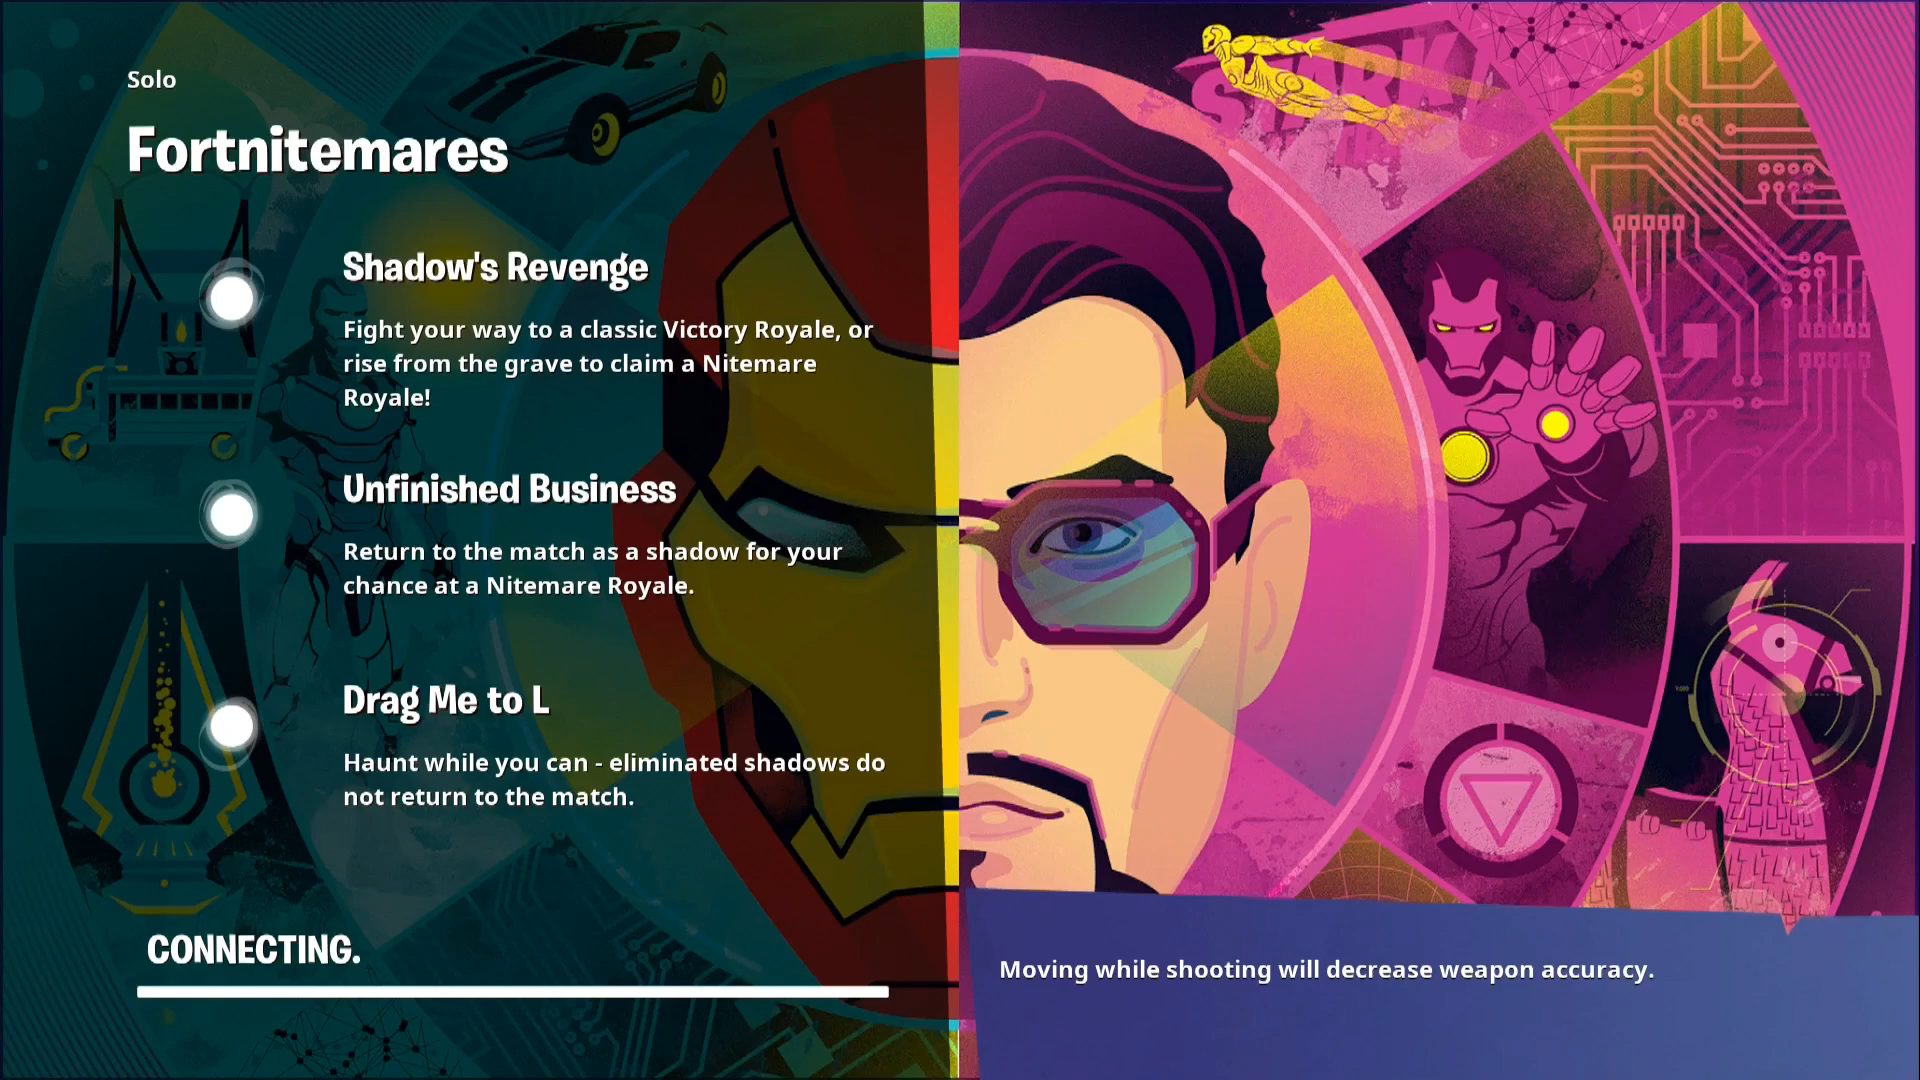 Solo
Fortnitemares
Shadow's Revenge
Fight your way to a classic Victory Royale, or
rise from the grave to claim a Nitemare
Royale!
Unfinished Business
Return to the match as a shadow for your
chance at a Nitemare Royale.
Drag Me to L
Haunt while you can - eliminated shadows do
not return to the match.
CONNECTING.
STARK
Moving while shooting will decrease weapon accuracy.